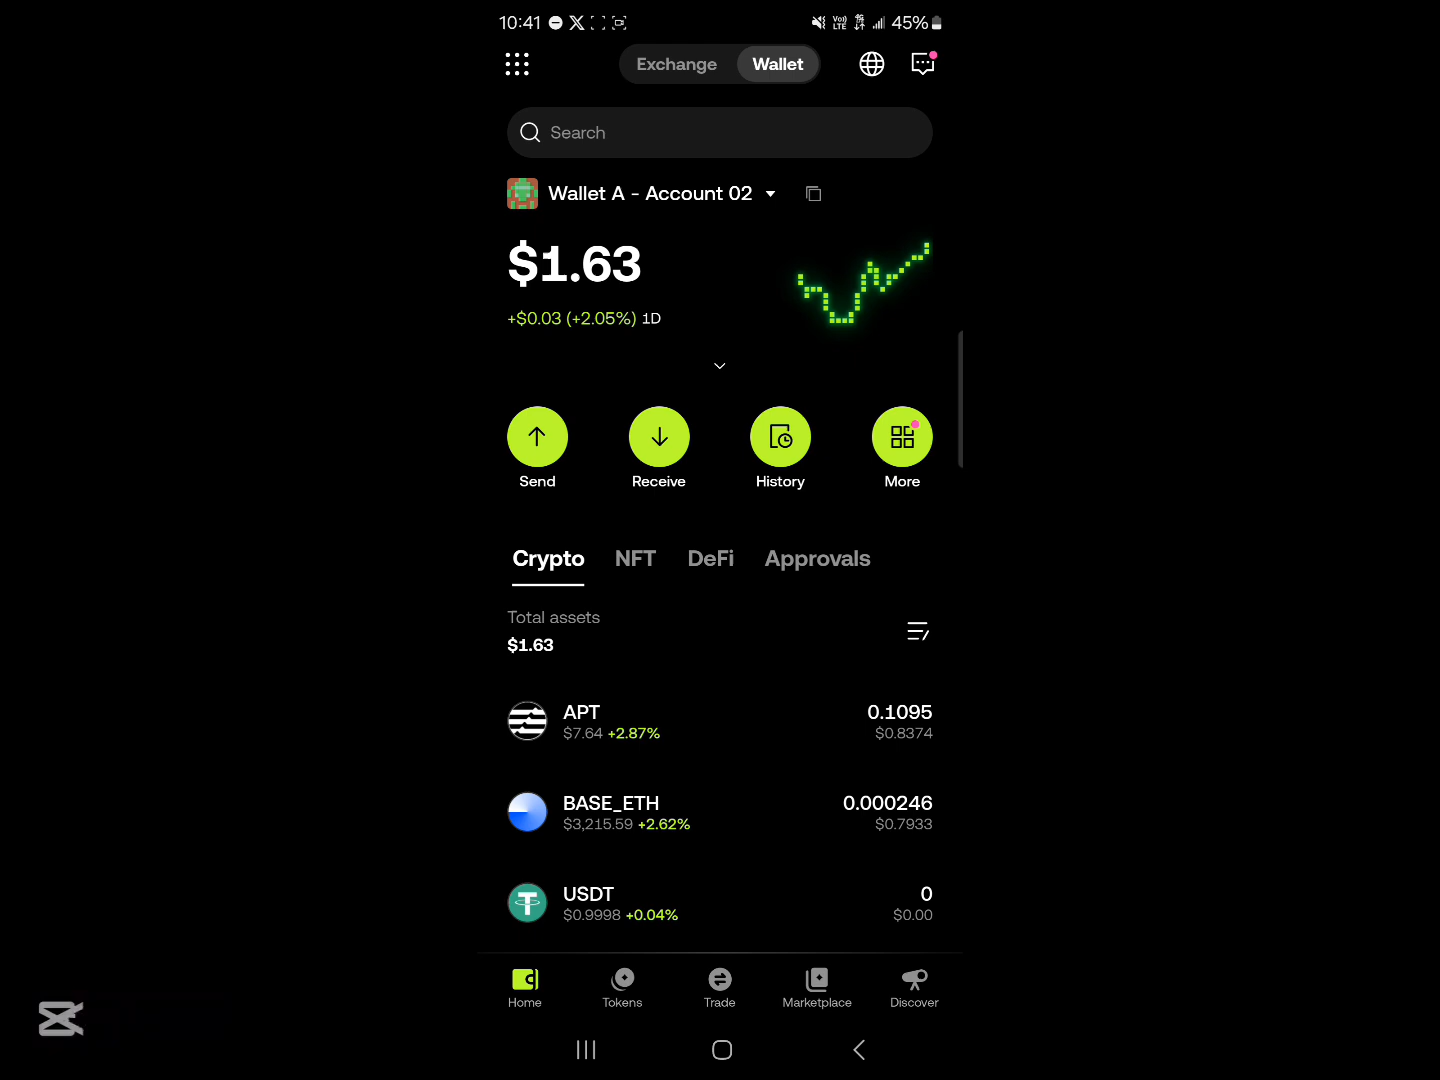 10:41
Vo)) LTE
4G
45%
Exchange
Wallet
Search
Wallet A - Account 02
$1.63
+$0.03 (+2.05%) 1D
Send
Receive
History
More
Crypto
NFT
DeFi
Approvals
Total assets
$1.63
APT
0.1095
$7.64 +2.87%
$0.8374
BASE_ETH
0.000246
$3,215.59 +2.62%
$0.7933
USDT
0
$0.9998 +0.04%
$0.00
Home
Tokens
Trade
Marketplace
Discover